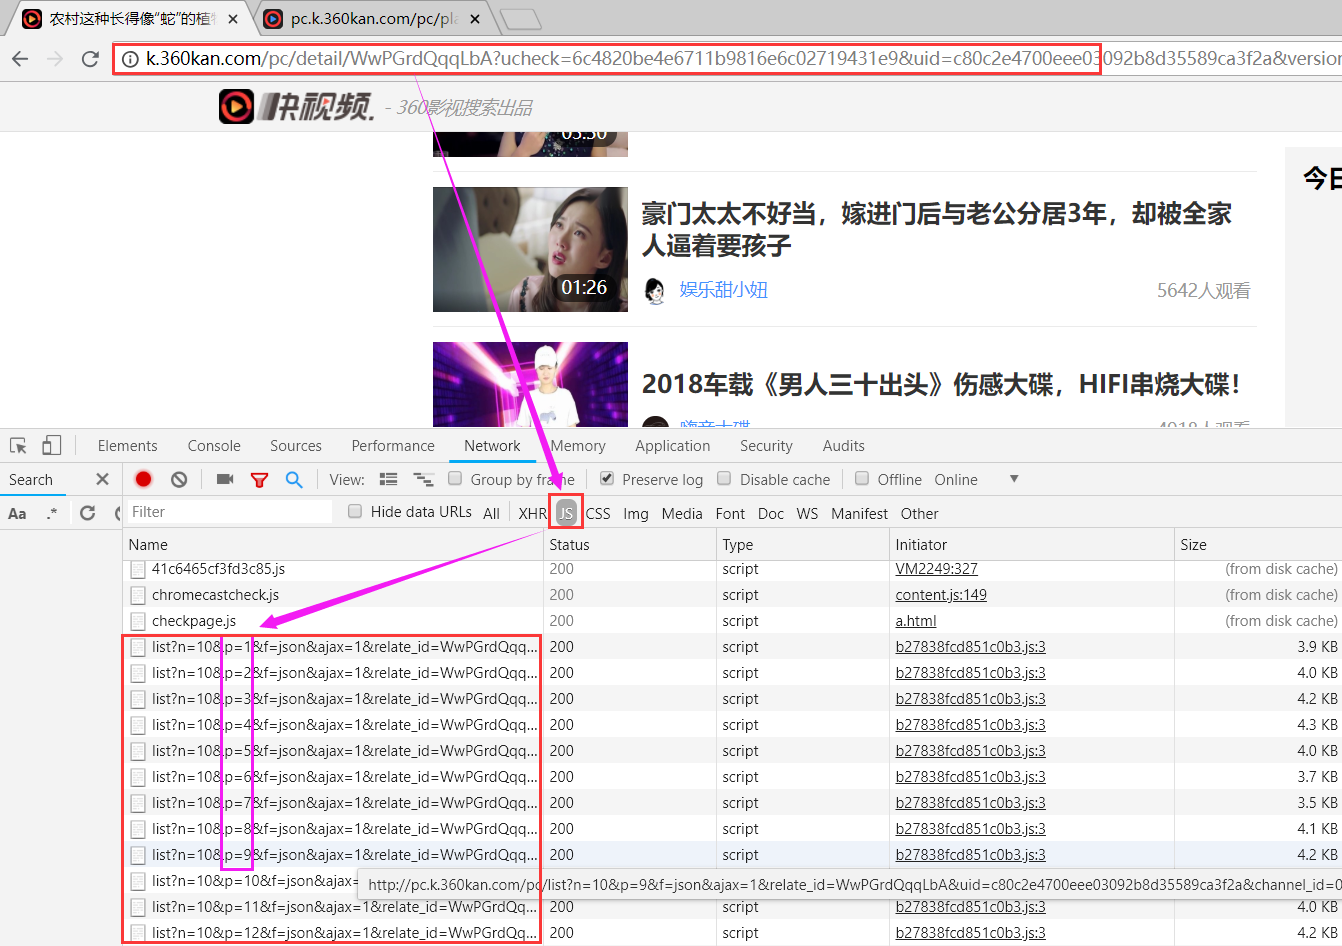 农村这种长得像“蛇”的植
pc.k.360kan.com/pc/pl
k.360kan.com/pc/detail/WwPGrdQqqLbA?ucheck=6c4820be4e6711b9816e6c02719431e9&uid=c80c2e4700eee03092b8d35589ca3f2a&version
快视频. - 360影视搜索出品
03:30
今日
豪门太太不好当，嫁进门后与老公分居3年，却被全家
人逼着要孩子
01:26
娱乐甜小妞 5642人观看
2018车载《男人三十出头》伤感大碟，HIFI串烧大碟！
嗨音大碟 4918人观看
Elements Console Sources Performance Network Memory Application Security Audits
Search View: Group by frame Preserve log Disable cache Offline Online
Aa .* Filter Hide data URLs All XHR JS CSS Img Media Font Doc WS Manifest Other
Name Status Type Initiator Size
41c6465cf3fd3c85.js 200 script VM2249:327 (from disk cache)
chromecastcheck.js 200 script content.js:149 (from disk cache)
checkpage.js 200 script a.html (from disk cache)
list?n=10&p=1&f=json&ajax=1&relate_id=WwPGrdQqq... 200 script b27838fcd851c0b3.js:3 3.9 KB
list?n=10&p=2&f=json&ajax=1&relate_id=WwPGrdQqq... 200 script b27838fcd851c0b3.js:3 4.0 KB
list?n=10&p=3&f=json&ajax=1&relate_id=WwPGrdQqq... 200 script b27838fcd851c0b3.js:3 4.2 KB
list?n=10&p=4&f=json&ajax=1&relate_id=WwPGrdQqq... 200 script b27838fcd851c0b3.js:3 4.3 KB
list?n=10&p=5&f=json&ajax=1&relate_id=WwPGrdQqq... 200 script b27838fcd851c0b3.js:3 4.0 KB
list?n=10&p=6&f=json&ajax=1&relate_id=WwPGrdQqq... 200 script b27838fcd851c0b3.js:3 3.7 KB
list?n=10&p=7&f=json&ajax=1&relate_id=WwPGrdQqq... 200 script b27838fcd851c0b3.js:3 3.5 KB
list?n=10&p=8&f=json&ajax=1&relate_id=WwPGrdQqq... 200 script b27838fcd851c0b3.js:3 4.1 KB
list?n=10&p=9&f=json&ajax=1&relate_id=WwPGrdQqq... 200 script b27838fcd851c0b3.js:3 4.2 KB
list?n=10&p=10&f=json&ajax=
http://pc.k.360kan.com/pc/list?n=10&p=9&f=json&ajax=1&relate_id=WwPGrdQqqLbA&uid=c80c2e4700eee03092b8d35589ca3f2a&channel_id=0
list?n=10&p=11&f=json&ajax=1&relate_id=WwPGrdQq... 200 script b27838fcd851c0b3.js:3 4.0 KB
list?n=10&p=12&f=json&ajax=1&relate_id=WwPGrdQq... 200 script b27838fcd851c0b3.js:3 4.2 KB